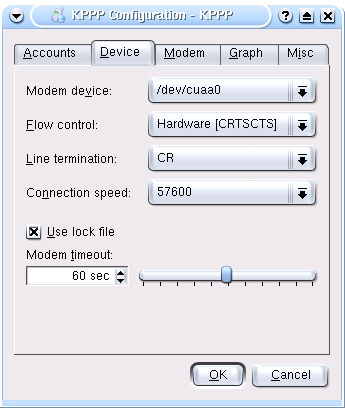 KPPP Configuration - KPPP
Accounts Device Modem Graph Misc
Modem device: /dev/cuaa0
Flow control: Hardware [CRTSCTS]
Line termination: CR
Connection speed: 57600
Use lock file
Modem timeout:
60 sec
OK Cancel